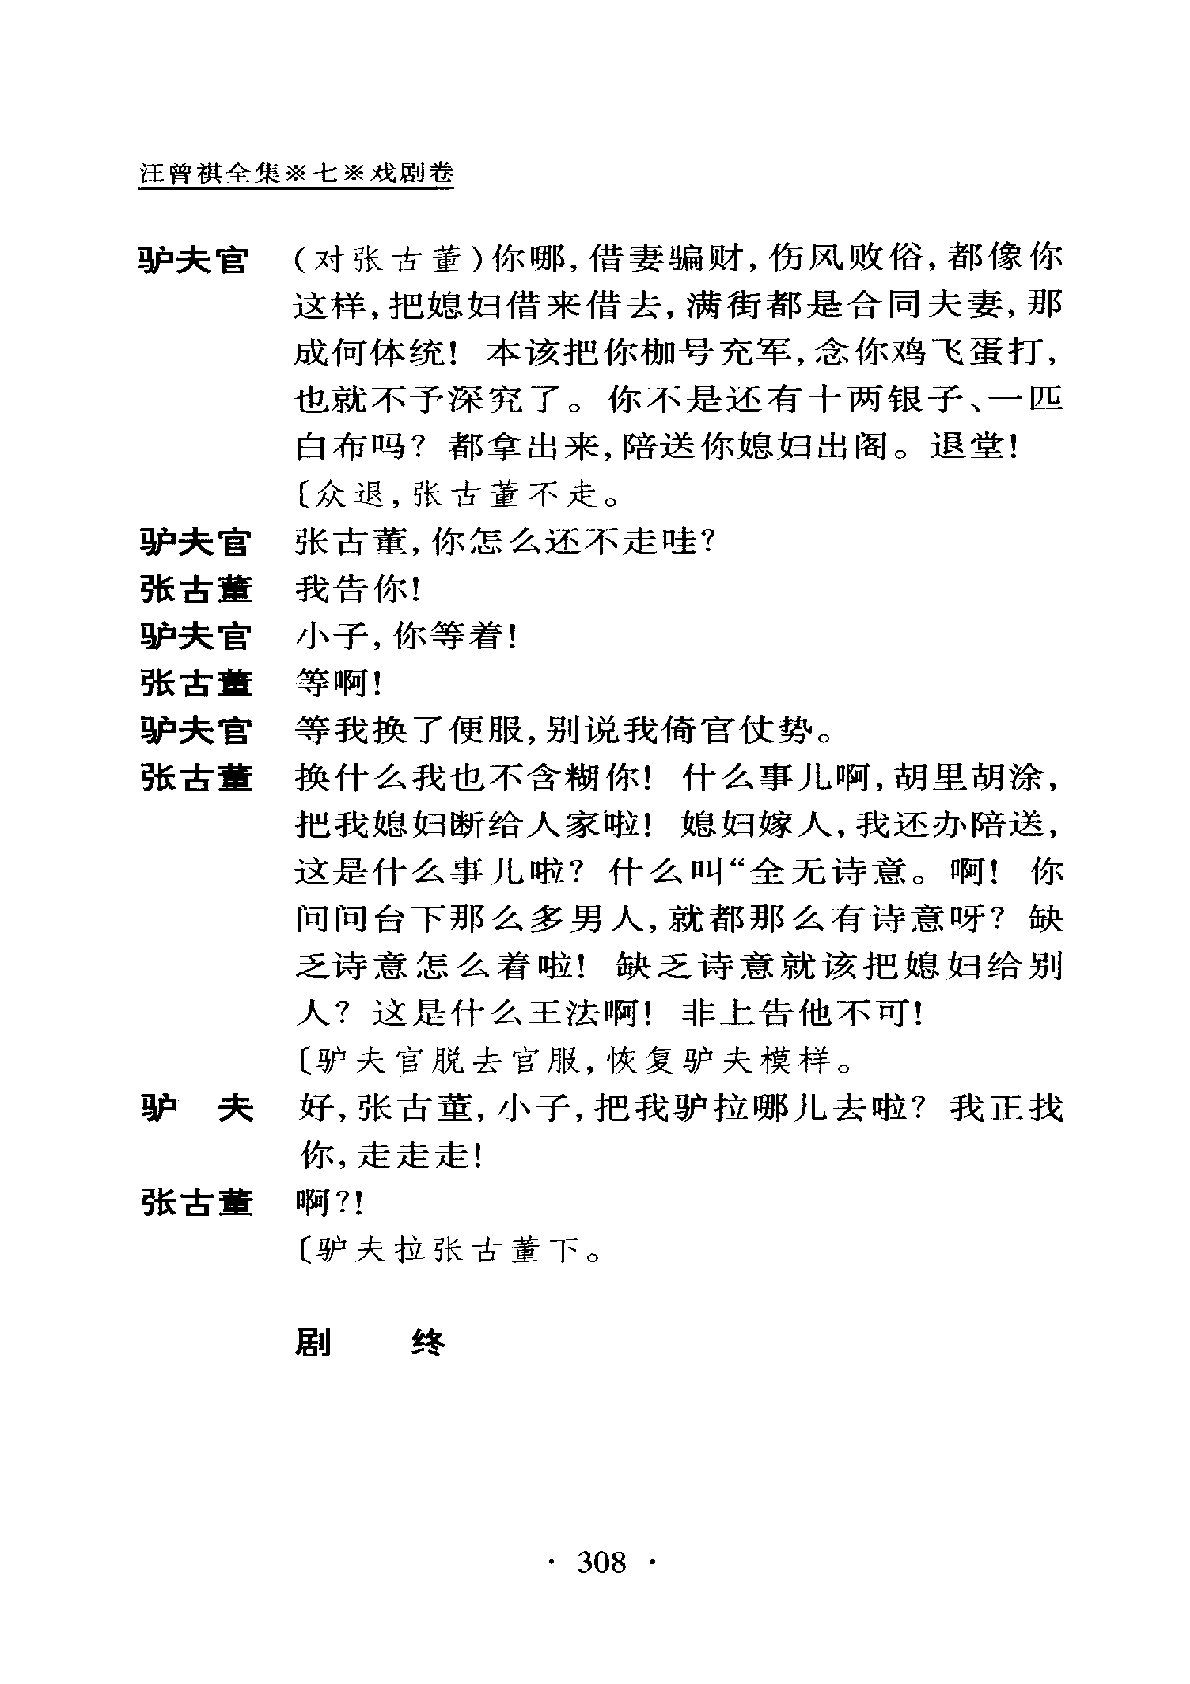 汪曾祺全集※七※戏剧卷
驴夫官 (对张古董)你哪,借妻骗财,伤风败俗,都像你
这样,把媳妇借来借去,满街都是合同夫妻,那
成何体统! 本该把你枷号充军,念你鸡飞蛋打,
也就不予深究了。你不是还有十两银子、一匹
白布吗? 都拿出来,陪送你媳妇出阁。退堂!
〔众退,张古董不走。
驴夫官 张古董,你怎么还不走哇?
张古董 我告你!
驴夫官 小子,你等着!
张古董 等啊!
驴夫官 等我换了便服,别说我倚官仗势。
张古董 换什么我也不含糊你! 什么事儿啊,胡里胡涂,
把我媳妇断给人家啦! 媳妇嫁人,我还办陪送,
这是什么事儿啦? 什么叫“全无诗意。啊! 你
问问台下那么多男人,就都那么有诗意呀? 缺
乏诗意怎么着啦! 缺乏诗意就该把媳妇给别
人? 这是什么王法啊! 非上告他不可!
〔驴夫官脱去官服,恢复驴夫模样。
驴 夫 好,张古董,小子,把我驴拉哪儿去啦? 我正找
你,走走走!
张古董 啊?!
〔驴夫拉张古董下。
剧 终
· 308 ·